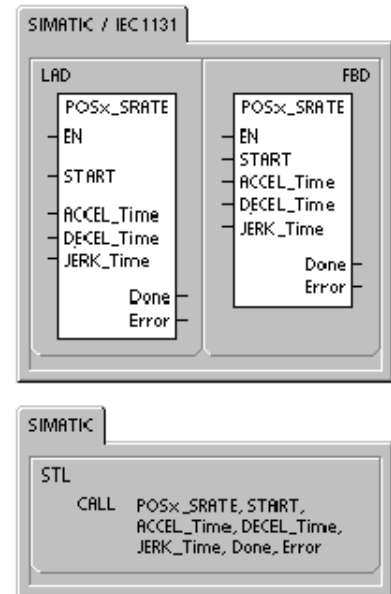 SIMATIC / IEC1131
LAD
POSx_SRATE
EN
START
ACCEL_Time
DECEL_Time
JERK_Time
Done
Error
FBD
POSx_SRATE
EN
START
ACCEL_Time
DECEL_Time
JERK_Time
Done
Error
SIMATIC
STL
CALL POSx_SRATE, START,
ACCEL_Time, DECEL_Time,
JERK_Time, Done, Error